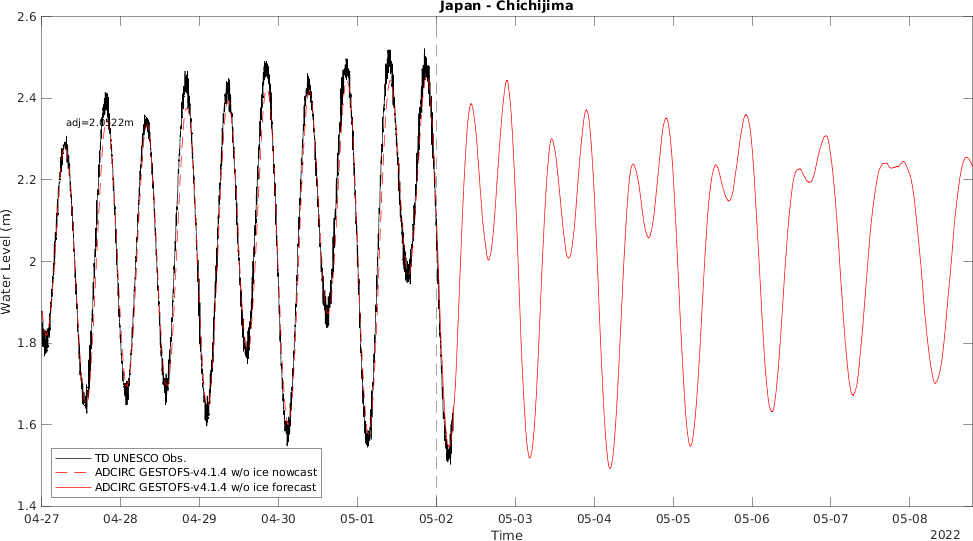 Japan - Chichijima
2.6
2.4
2.2
2
1.8
1.6
1.4
Water Level (m)
adj=2.0522m
TD UNESCO Obs.
ADCIRC GESTOFS-v4.1.4 w/o ice nowcast
ADCIRC GESTOFS-v4.1.4 w/o ice forecast
04-27 04-28 04-29 04-30 05-01 05-02 05-03 05-04 05-05 05-06 05-07 05-08
Time
2022